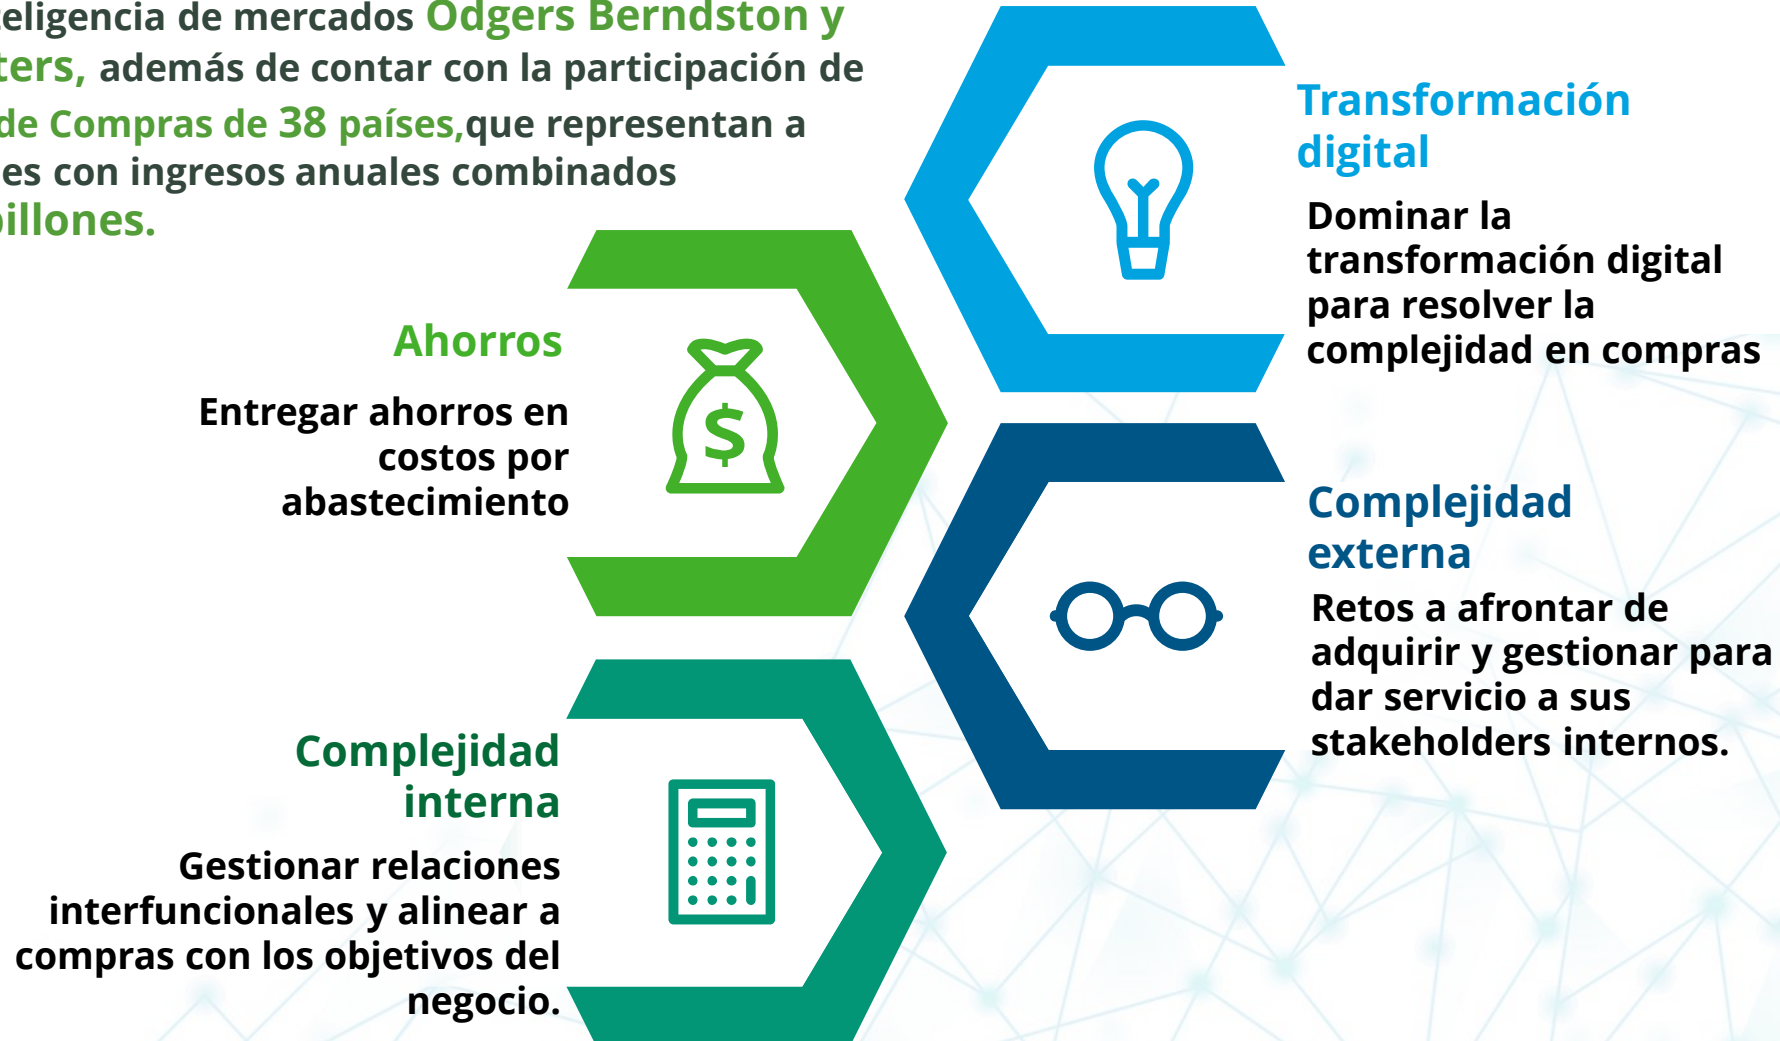 teligencia de mercados Odgers Berndston y
ters, además de contar con la participación de
de Compras de 38 países,que representan a
es con ingresos anuales combinados
billones.
Transformación
digital
Dominar la
transformación digital
para resolver la
complejidad en compras
Ahorros
Entregar ahorros en
costos por
abastecimiento
$
Complejidad
externa
Retos a afrontar de
adquirir y gestionar para
dar servicio a sus
stakeholders internos.
Complejidad
interna
Gestionar relaciones
interfuncionales y alinear a
compras con los objetivos del
negocio.